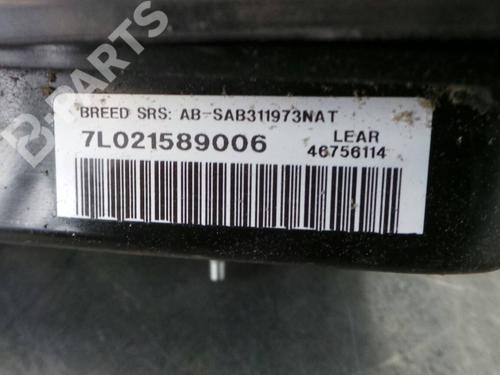 B-PARTS
BREED SRS: AB-SAB311973NAT
7L021589006
LEAR
46756114